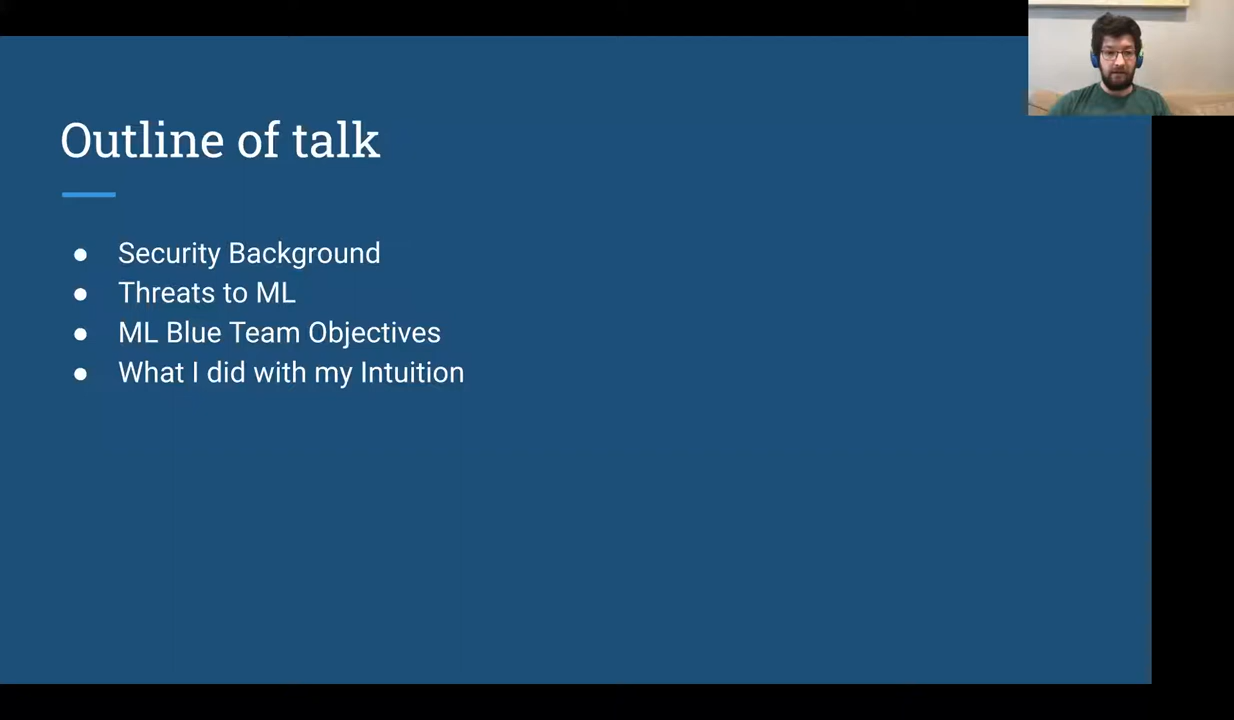 Outline of talk
● Security Background
● Threats to ML
● ML Blue Team Objectives
● What I did with my Intuition